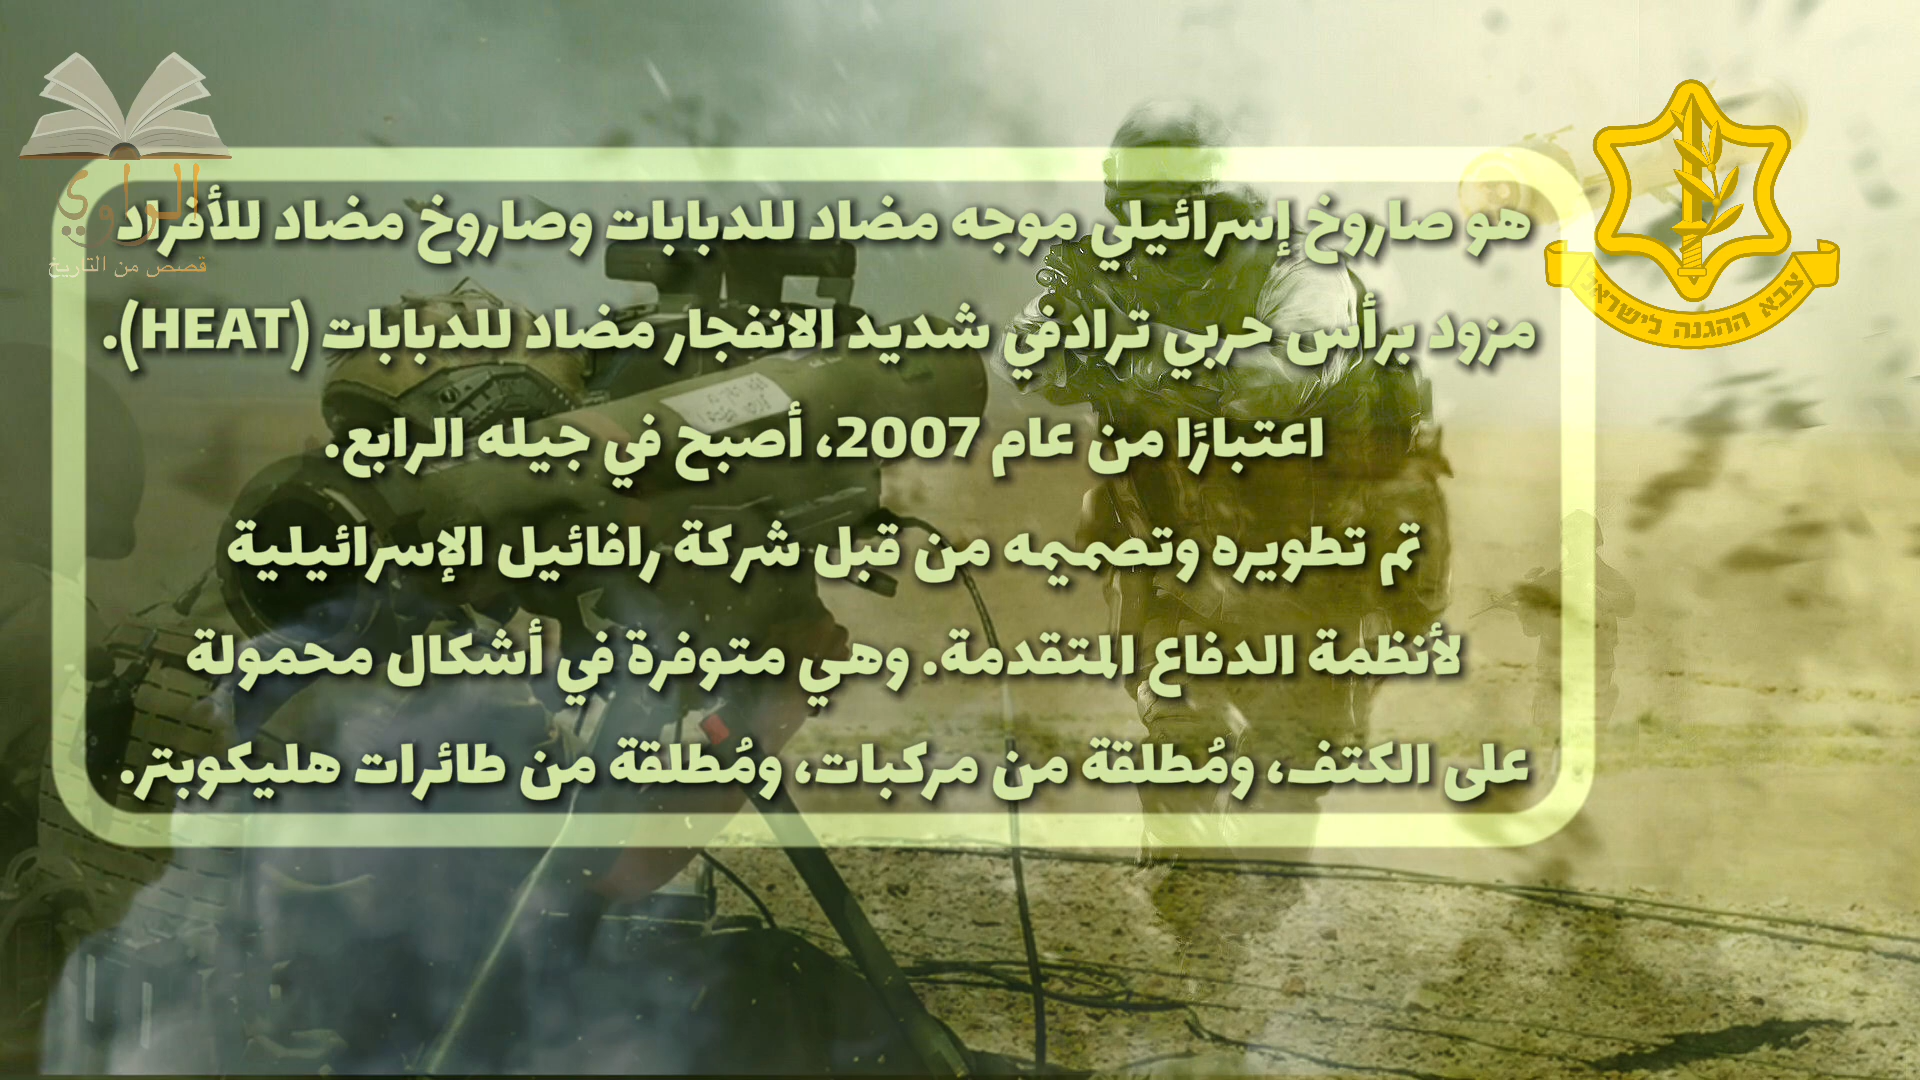 الراوي
قصص من التاريخ
هو صاروخ إسرائيلي موجه مضاد للدبابات وصاروخ مضاد للأفراد
مزود برأس حربي ترادفي شديد الانفجار مضاد للدبابات (HEAT).
اعتبارًا من عام 2007، أصبح في جيله الرابع.
تم تطويره وتصميمه من قبل شركة رافائيل الإسرائيلية
لأنظمة الدفاع المتقدمة. وهي متوفرة في أشكال محمولة
على الكتف، ومُطلقة من مركبات، ومُطلقة من طائرات هليكوبتر.
צבא ההגנה לישראל